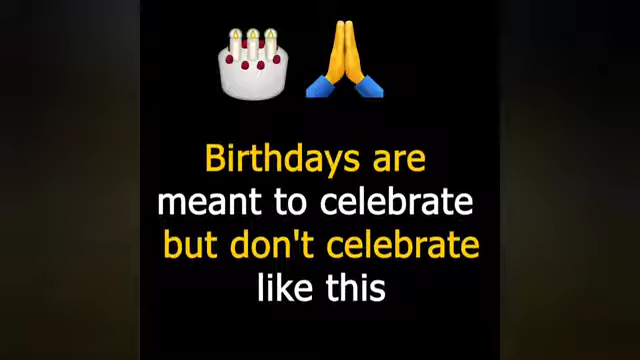 Birthdays are
meant to celebrate
but don't celebrate
like this